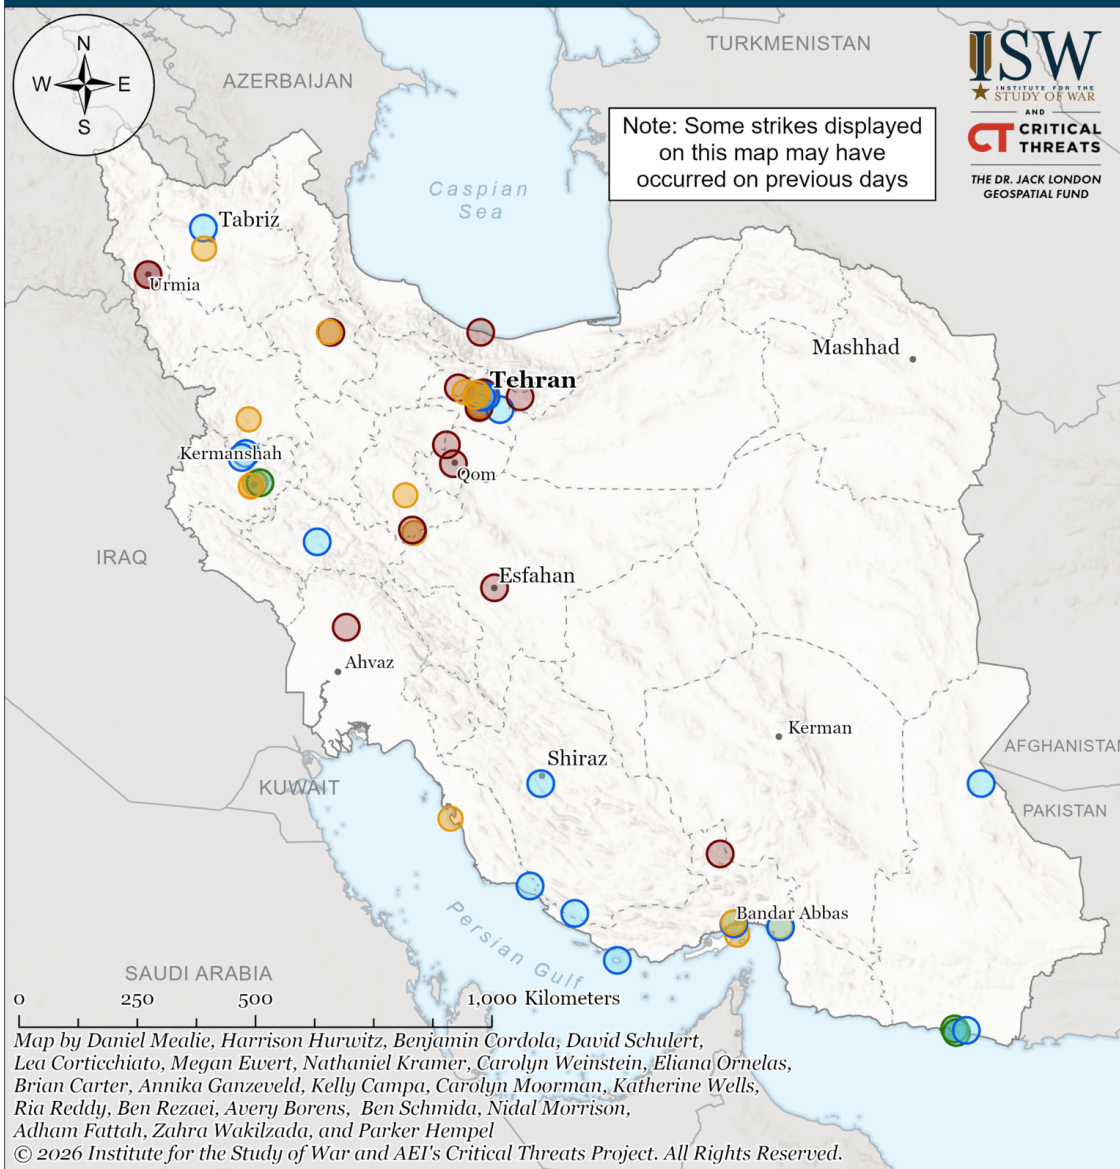 N
W E
S
AZERBAIJAN
TURKMENISTAN
ISW
INSTITUTE FOR THE
STUDY OF WAR
AND
CT CRITICAL
THREATS
THE DR. JACK LONDON
GEOSPATIAL FUND
Note: Some strikes displayed
on this map may have
occurred on previous days
Caspian
Sea
Tabriz
Urmia
Mashhad
Tehran
Kermanshah
Qom
IRAQ
Esfahan
Ahvaz
Kerman
AFGHANISTAN
Shiraz
KUWAIT
PAKISTAN
Bandar Abbas
Persian Gulf
SAUDI ARABIA
0 250 500 1,000 Kilometers
Map by Daniel Mealie, Harrison Hurwitz, Benjamin Cordola, David Schulert,
Lea Corticchiato, Megan Ewert, Nathaniel Kramer, Carolyn Weinstein, Eliana Ornelas,
Brian Carter, Annika Ganzeveld, Kelly Campa, Carolyn Moorman, Katherine Wells,
Ria Reddy, Ben Rezaei, Avery Borens, Ben Schmida, Nidal Morrison,
Adham Fattah, Zahra Wakilzada, and Parker Hempel
© 2026 Institute for the Study of War and AEI's Critical Threats Project. All Rights Reserved.